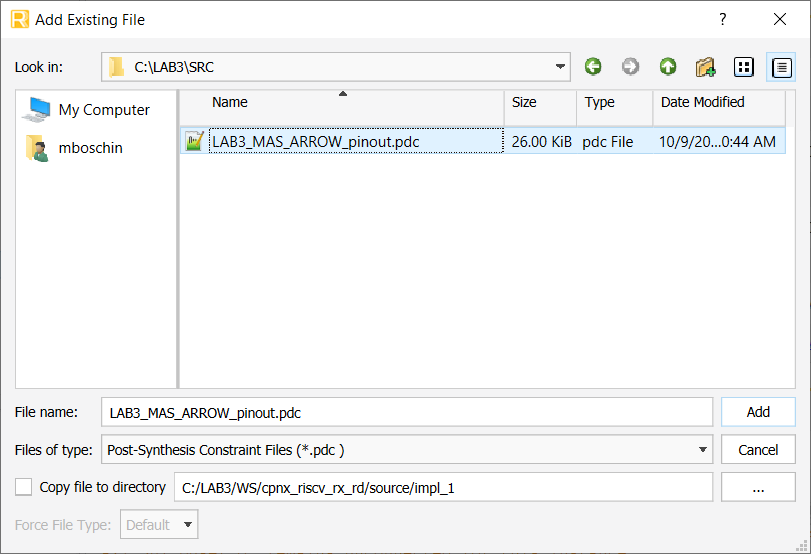 Add Existing File
Look in: C:\LAB3\SRC
My Computer
mboschin
Name Size Type Date Modified
LAB3_MAS_ARROW_pinout.pdc 26.00 KiB pdc File 10/9/20...0:44 AM
File name: LAB3_MAS_ARROW_pinout.pdc Add
Files of type: Post-Synthesis Constraint Files (*.pdc ) Cancel
Copy file to directory C:/LAB3/WS/cpnx_riscv_rx_rd/source/impl_1 ...
Force File Type: Default